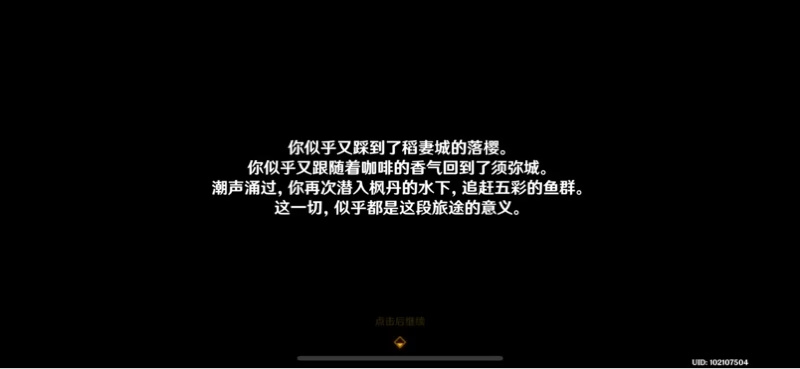 你似乎又踩到了稻妻城的落樱。
你似乎又跟随着咖啡的香气回到了须弥城。
潮声涌过，你再次潜入枫丹的水下，追赶五彩的鱼群。
这一切，似乎都是这段旅途的意义。
点击后继续
UID: 102107504